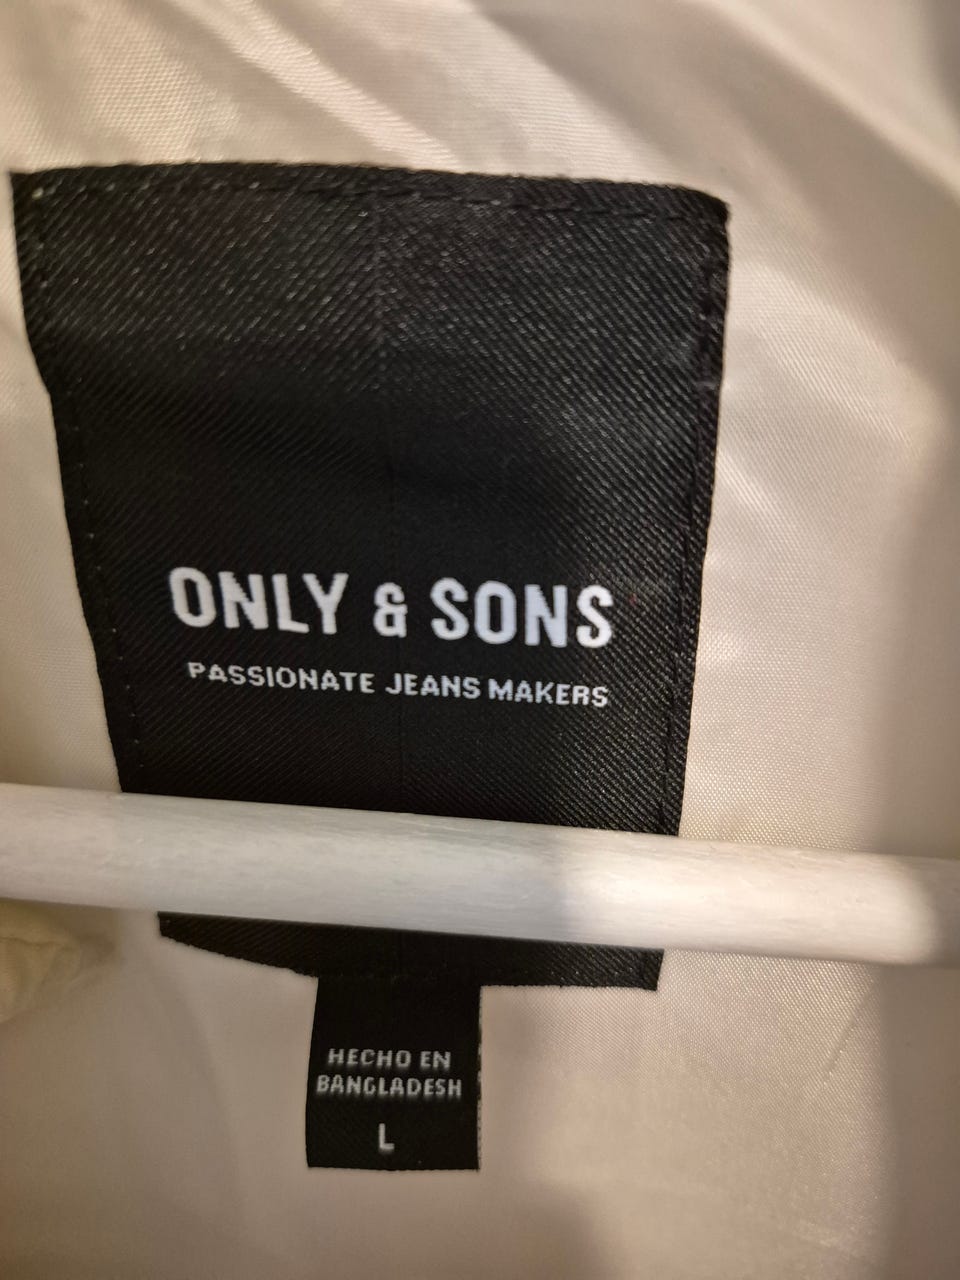 ONLY & SONS
PASSIONATE JEANS MAKERS
HECHO EN
BANGLADESH
L